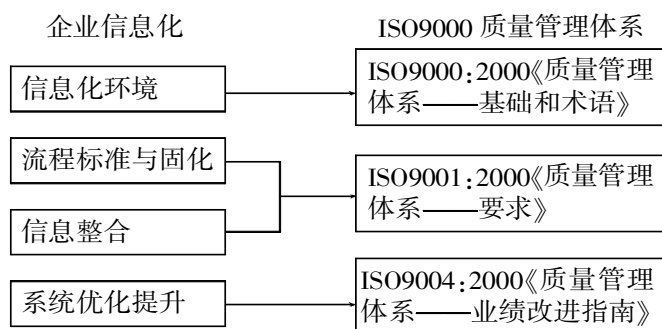 企业信息化
ISO9000 质量管理体系
信息化环境
ISO9000:2000《质量管理
体系——基础和术语》
流程标准与固化
信息整合
ISO9001:2000《质量管理
体系——要求》
系统优化提升
ISO9004:2000《质量管理
体系——业绩改进指南》